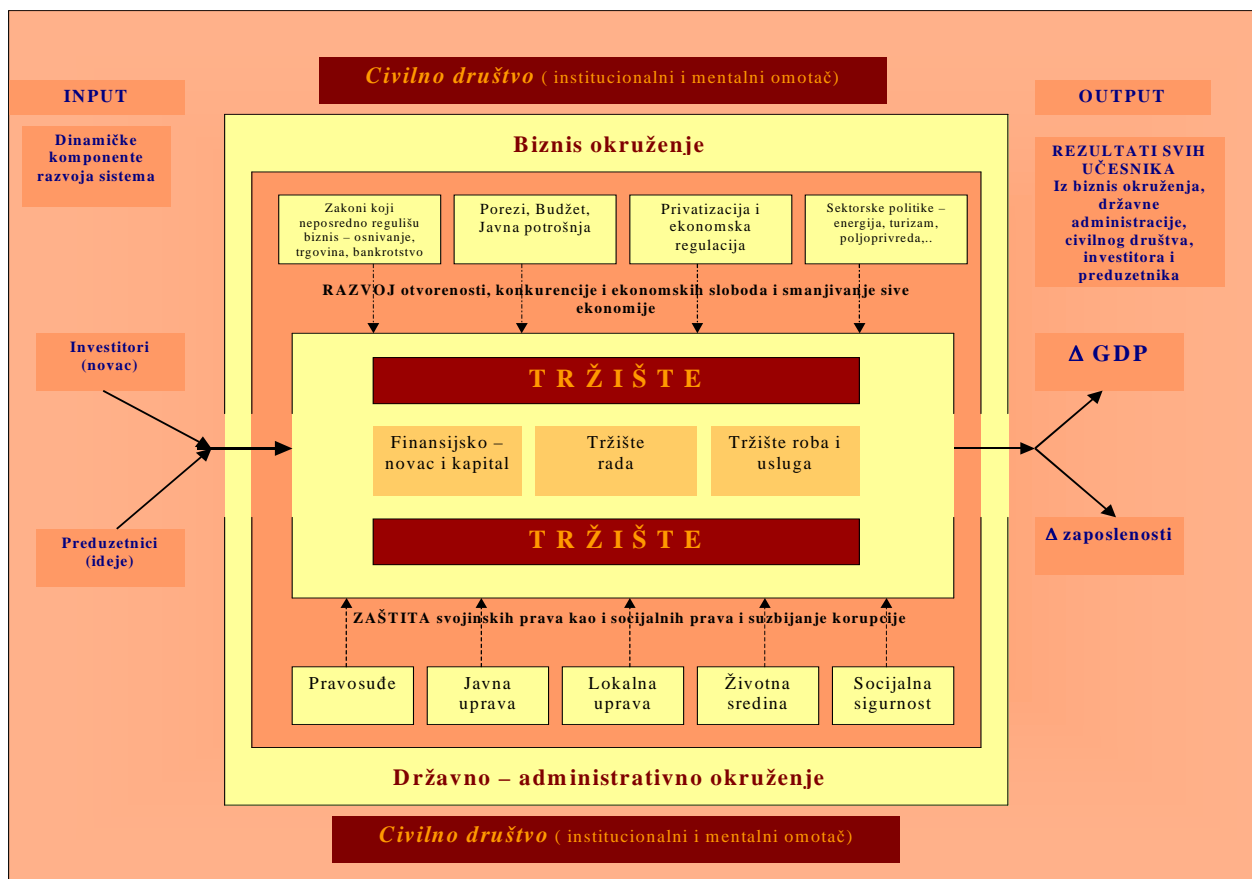 Civilno društvo ( institucionalni i mentalni omotač)
INPUT
OUTPUT
Dinamičke
komponente
razvoja sistema
Biznis okruženje
REZULTATI SVIH
UČESNIKA
Iz biznis okruženja,
državne
administracije,
civilnog društva,
investitora i
preduzetnika
Zakoni koji
neposredno regulišu
biznis – osnivanje,
trgovina, bankrotstvo
Porezi, Budžet,
Javna potrošnja
Privatizacija i
ekonomska
regulacija
Sektorske politike –
energija, turizam,
poljoprivreda,..
RAZVOJ otvorenosti, konkurencije i ekonomskih sloboda i smanjivanje sive
ekonomije
Investitori
(novac)
TRŽIŠTE
Δ GDP
Finansijsko –
novac i kapital
Tržište
rada
Tržište roba i
usluga
TRŽIŠTE
Preduzetnici
(ideje)
Δ zaposlenosti
ZAŠTITA svojinskih prava kao i socijalnih prava i suzbijanje korupcije
Pravosuđe
Javna
uprava
Lokalna
uprava
Životna
sredina
Socijalna
sigurnost
Državno – administrativno okruženje
Civilno društvo ( institucionalni i mentalni omotač)